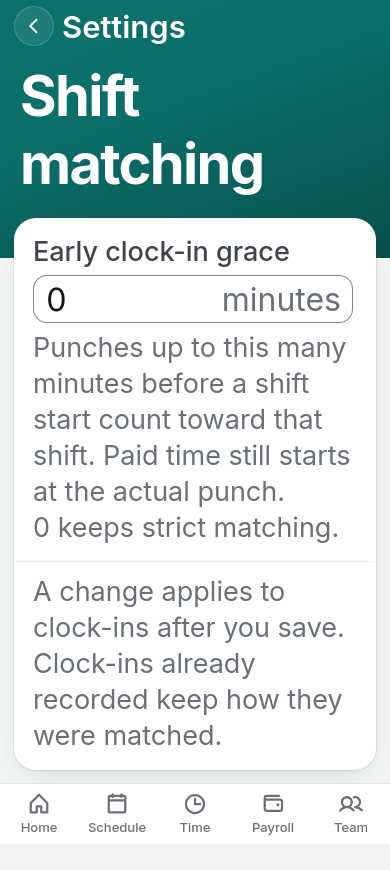 Settings
Shift
matching
Early clock-in grace
0 minutes
Punches up to this many
minutes before a shift
start count toward that
shift. Paid time still starts
at the actual punch.
0 keeps strict matching.
A change applies to
clock-ins after you save.
Clock-ins already
recorded keep how they
were matched.
Home Schedule Time Payroll Team